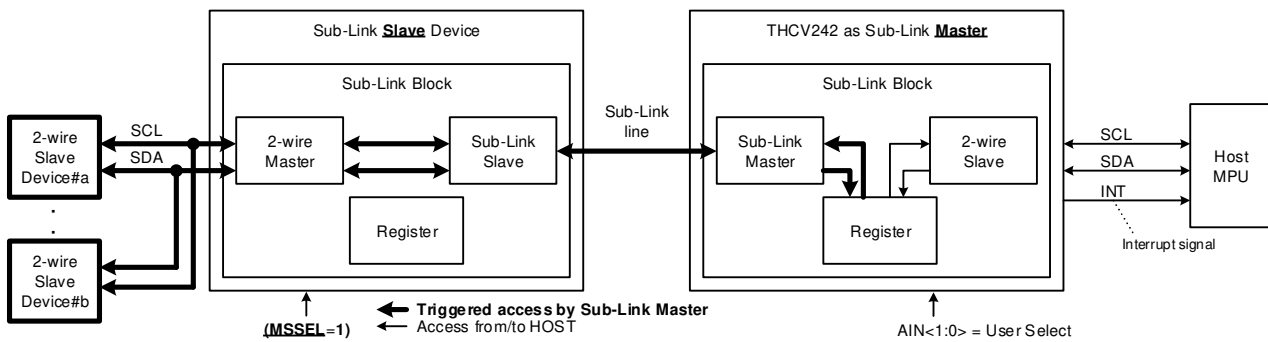 Sub-Link Slave Device
THCV242 as Sub-Link Master
Sub-Link Block
Sub-Link Block
Sub-Link
line
2-wire
Slave
Device#a
SCL
SDA
2-wire
Master
Sub-Link
Slave
Sub-Link
Master
2-wire
Slave
SCL
SDA
INT
Host
MPU
Register
Register
Interrupt signal
2-wire
Slave
Device#b
(MSSEL=1)
Triggered access by Sub-Link Master
Access from/to HOST
AIN<1:0> = User Select